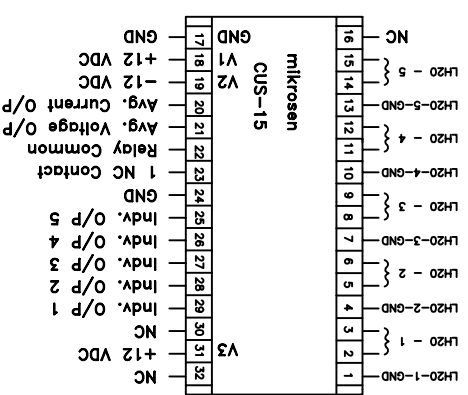 GND 17 GND
+12 VDC 18 V1
-12 VDC 19 V2
Avg. Current O/P 20
Avg. Voltage O/P 21
Relay Common 22
1 NC Contact 23
GND 24
Indv. O/P 5 25
Indv. O/P 4 26
Indv. O/P 3 27
Indv. O/P 2 28
Indv. O/P 1 29
NC 30
+12 VDC 31 V3
NC 32
mikrosen
CUS-15
16 NC
15
LH20 - 5
14
13 LH20-5-GND
12
LH20 - 4
11
10 LH20-4-GND
9
LH20 - 3
8
7 LH20-3-GND
6
LH20 - 2
5
4 LH20-2-GND
3
LH20 - 1
2
1 LH20-1-GND